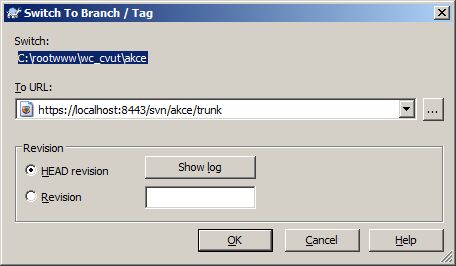 Switch To Branch / Tag
Switch:
C:\rootwww\wc_cvut\akce
To URL:
https://localhost:8443/svn/akce/trunk
...
Revision
HEAD revision
Show log
Revision
OK
Cancel
Help